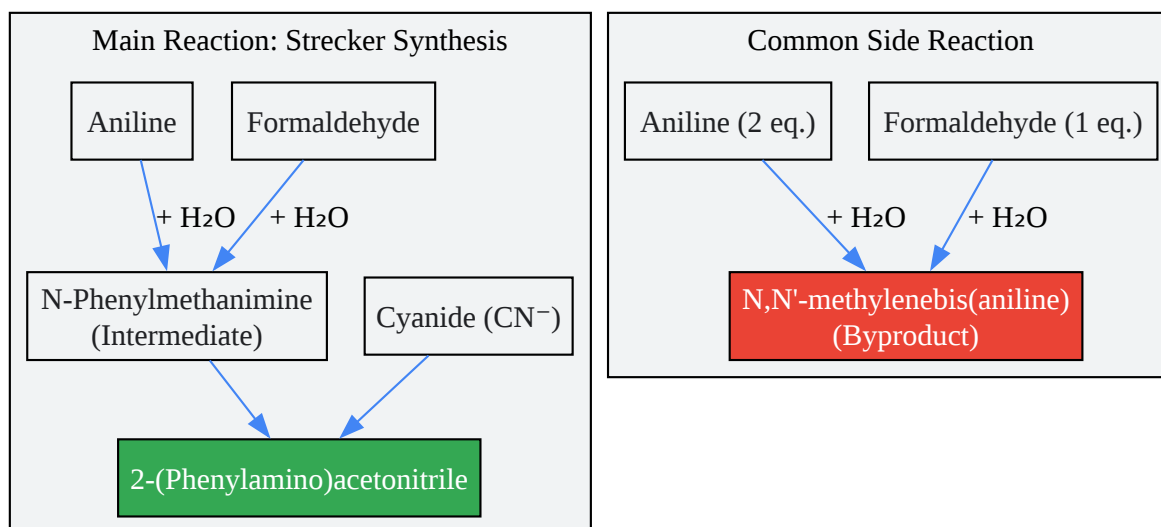 Main Reaction: Strecker Synthesis
Aniline
Formaldehyde
+ H₂O
+ H₂O
N-Phenylmethanimine
(Intermediate)
Cyanide (CN⁻)
2-(Phenylamino)acetonitrile
Common Side Reaction
Aniline (2 eq.)
Formaldehyde (1 eq.)
+ H₂O
+ H₂O
N,N'-methylenebis(aniline)
(Byproduct)